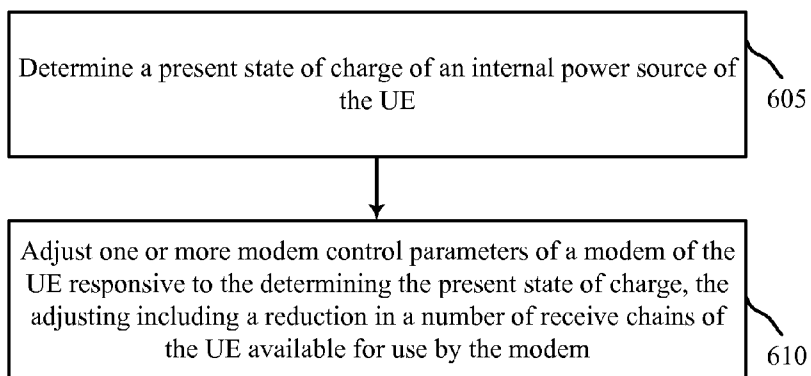 Determine a present state of charge of an internal power source of
the UE
605
Adjust one or more modem control parameters of a modem of the
UE responsive to the determining the present state of charge, the
adjusting including a reduction in a number of receive chains of
the UE available for use by the modem
610